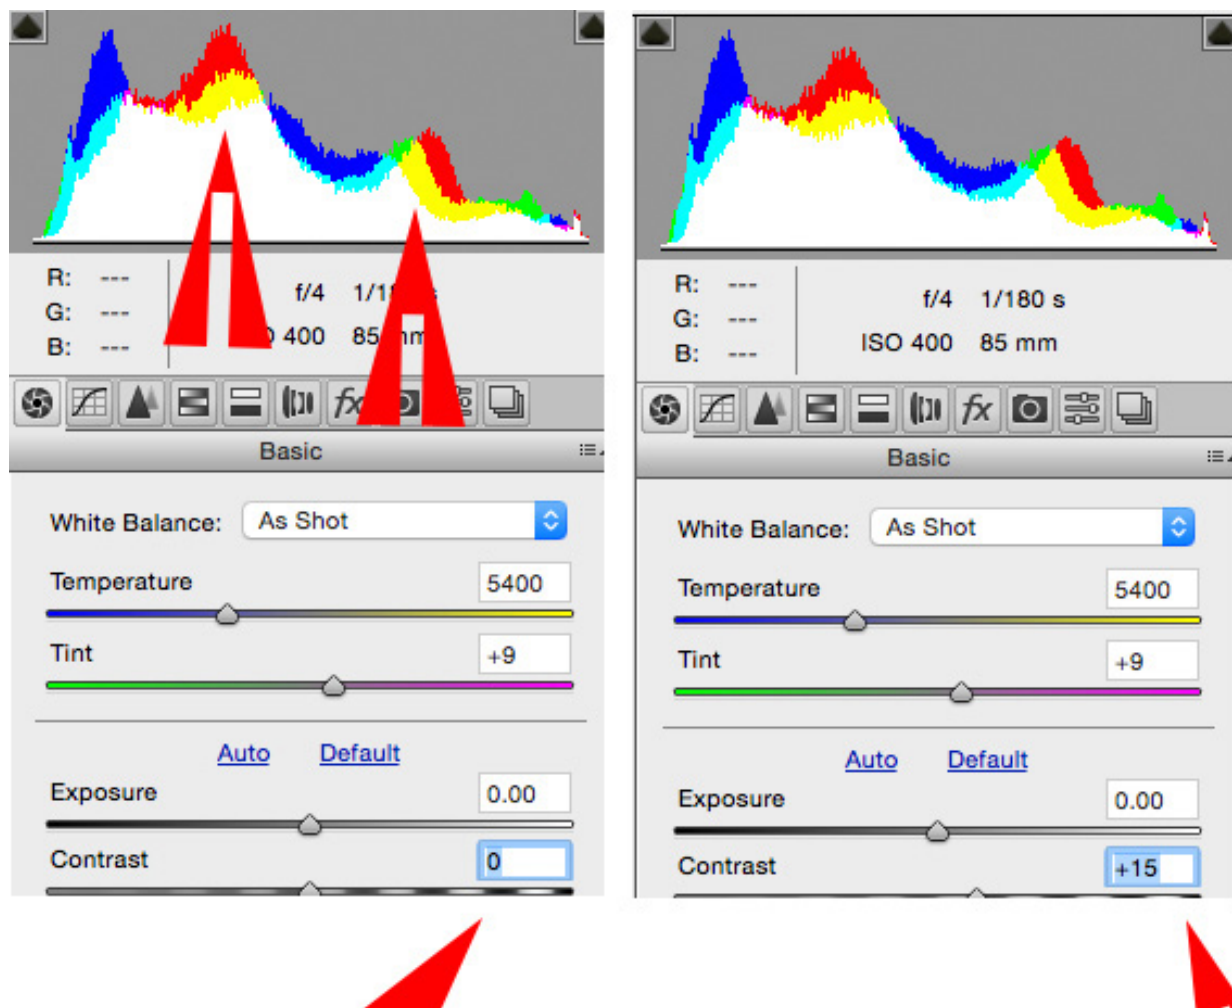 R: ---
G: ---
B: ---
f/4
400 85
Basic
White Balance: As Shot
Temperature 5400
Tint +9
Auto Default
Exposure 0.00
Contrast 0
R: ---
G: ---
B: ---
f/4 1/180 s
ISO 400 85 mm
fx
Basic
White Balance: As Shot
Temperature 5400
Tint +9
Auto Default
Exposure 0.00
Contrast +15